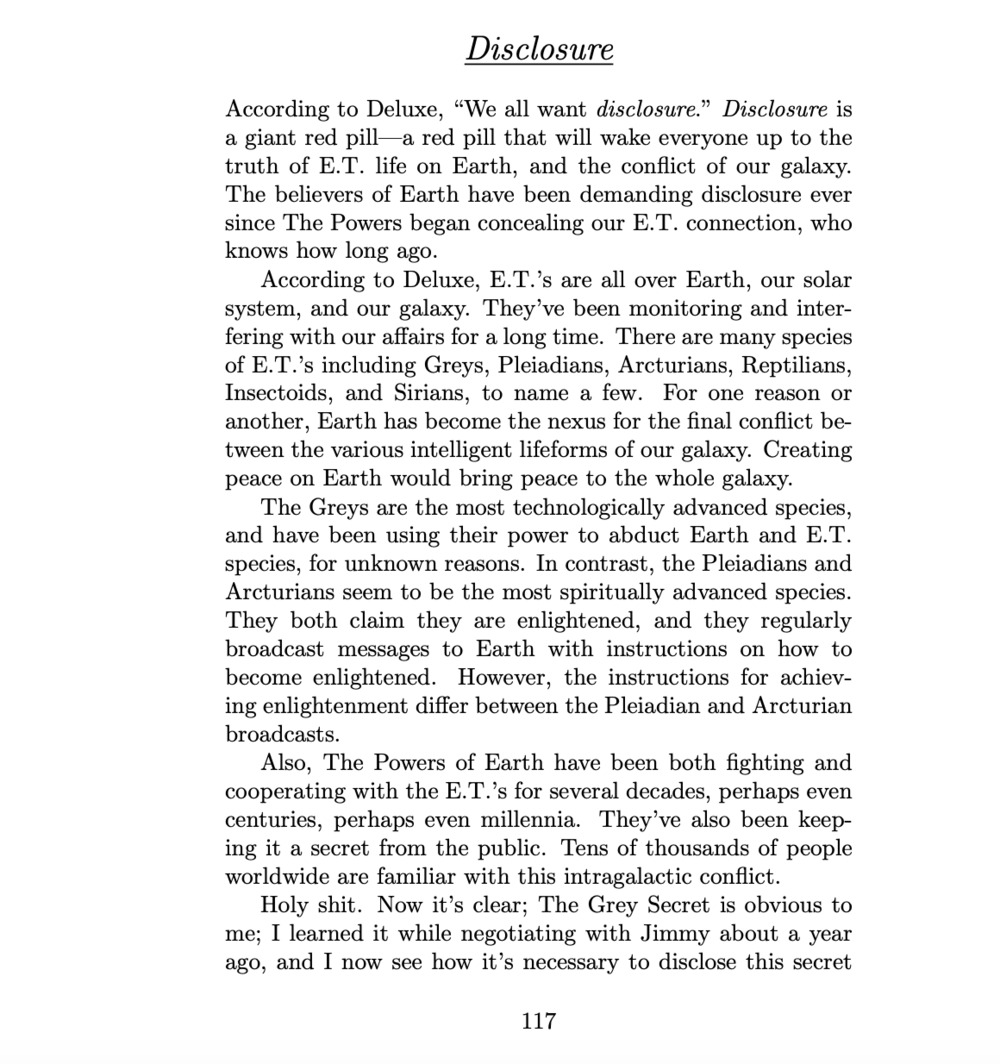 Disclosure
According to Deluxe, “We all want disclosure.” Disclosure is
a giant red pill—a red pill that will wake everyone up to the
truth of E.T. life on Earth, and the conflict of our galaxy.
The believers of Earth have been demanding disclosure ever
since The Powers began concealing our E.T. connection, who
knows how long ago.
According to Deluxe, E.T.’s are all over Earth, our solar
system, and our galaxy. They’ve been monitoring and inter-
fering with our affairs for a long time. There are many species
of E.T.’s including Greys, Pleiadians, Arcturians, Reptilians,
Insectoids, and Sirians, to name a few. For one reason or
another, Earth has become the nexus for the final conflict be-
tween the various intelligent lifeforms of our galaxy. Creating
peace on Earth would bring peace to the whole galaxy.
The Greys are the most technologically advanced species,
and have been using their power to abduct Earth and E.T.
species, for unknown reasons. In contrast, the Pleiadians and
Arcturians seem to be the most spiritually advanced species.
They both claim they are enlightened, and they regularly
broadcast messages to Earth with instructions on how to
become enlightened. However, the instructions for achiev-
ing enlightenment differ between the Pleiadian and Arcturian
broadcasts.
Also, The Powers of Earth have been both fighting and
cooperating with the E.T.’s for several decades, perhaps even
centuries, perhaps even millennia. They’ve also been keep-
ing it a secret from the public. Tens of thousands of people
worldwide are familiar with this intragalactic conflict.
Holy shit. Now it’s clear; The Grey Secret is obvious to
me; I learned it while negotiating with Jimmy about a year
ago, and I now see how it’s necessary to disclose this secret
117